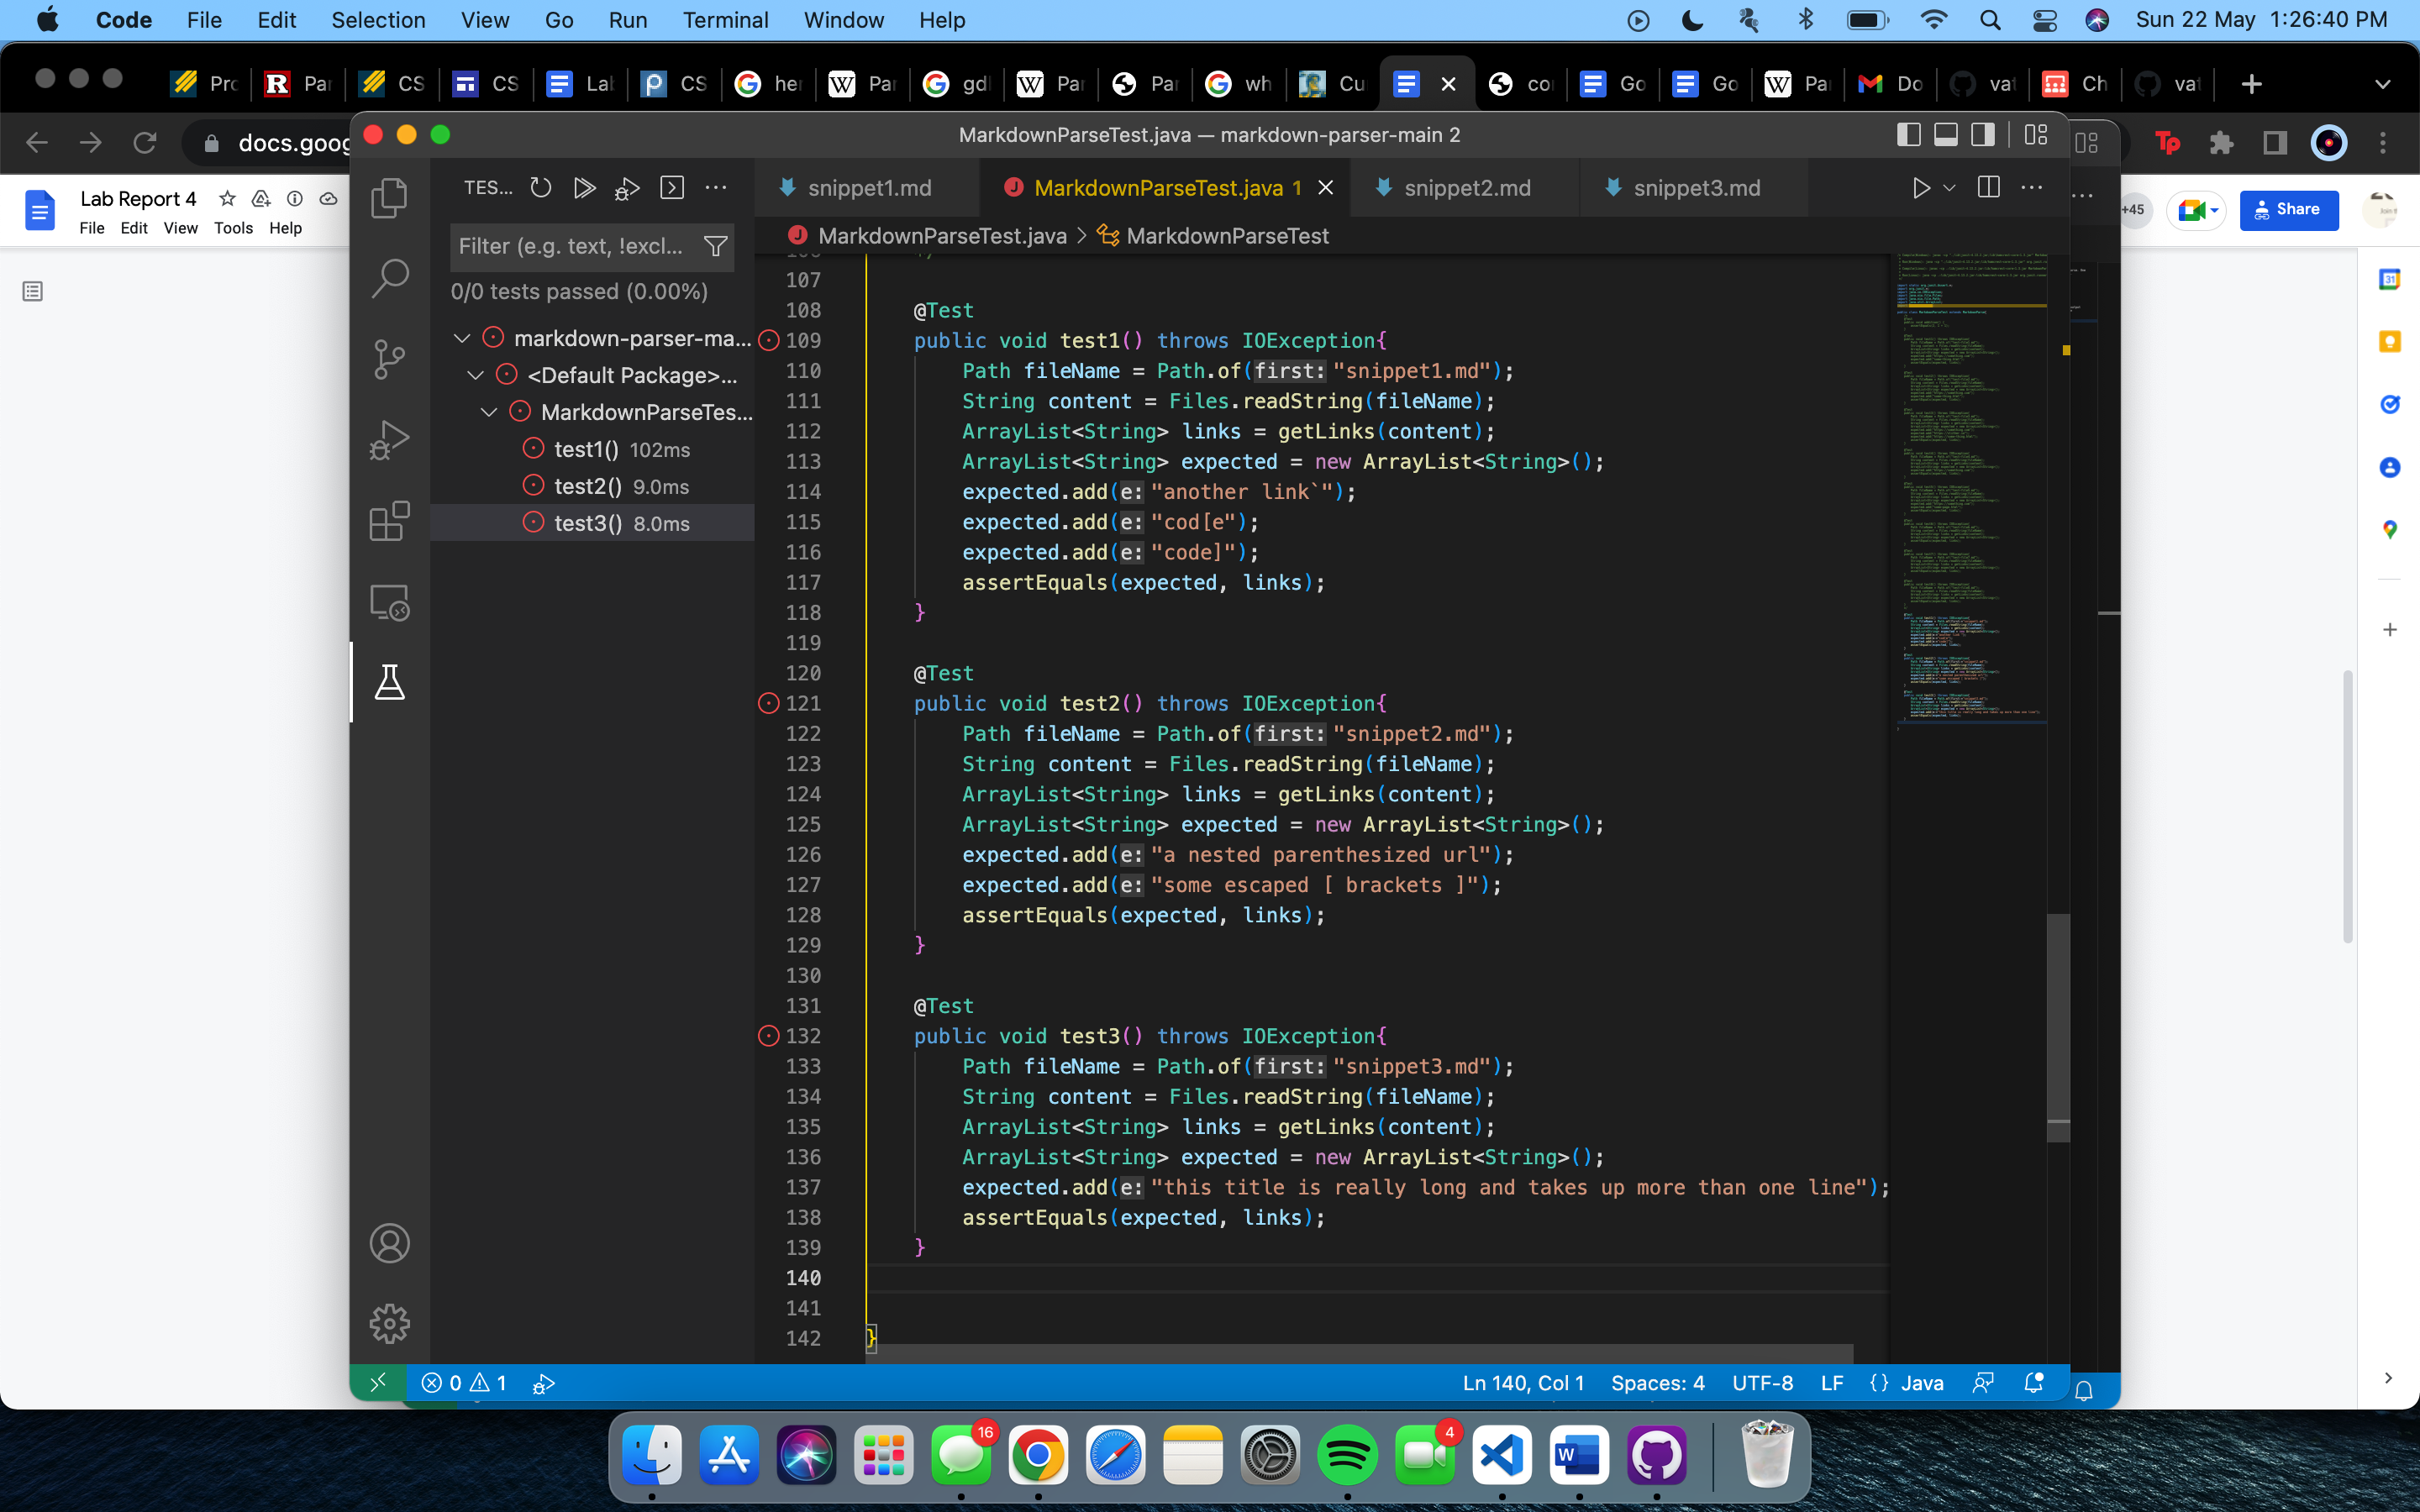 Code File Edit Selection View Go Run Terminal Window Help Sun 22 May 1:26:40 PM
Pro Par CS CS Lab CS her Par gdl Par Par wh Cu cor Go Go Par Do vat Ch vat
docs.goog
MarkdownParseTest.java — markdown-parser-main 2
Lab Report 4
File Edit View Tools Help
+45 Share
TES...
snippet1.md MarkdownParseTest.java 1 snippet2.md snippet3.md
Filter (e.g. text, !excl...
MarkdownParseTest.java > MarkdownParseTest
0/0 tests passed (0.00%)
markdown-parser-ma...
<Default Package>...
MarkdownParseTes...
test1() 102ms
test2() 9.0ms
test3() 8.0ms
107
108 @Test
109 public void test1() throws IOException{
110 Path fileName = Path.of(first: "snippet1.md");
111 String content = Files.readString(fileName);
112 ArrayList<String> links = getLinks(content);
113 ArrayList<String> expected = new ArrayList<String>();
114 expected.add(e: "another link`");
115 expected.add(e: "cod[e");
116 expected.add(e: "code]");
117 assertEquals(expected, links);
118 }
119
120 @Test
121 public void test2() throws IOException{
122 Path fileName = Path.of(first: "snippet2.md");
123 String content = Files.readString(fileName);
124 ArrayList<String> links = getLinks(content);
125 ArrayList<String> expected = new ArrayList<String>();
126 expected.add(e: "a nested parenthesized url");
127 expected.add(e: "some escaped [ brackets ]");
128 assertEquals(expected, links);
129 }
130
131 @Test
132 public void test3() throws IOException{
133 Path fileName = Path.of(first: "snippet3.md");
134 String content = Files.readString(fileName);
135 ArrayList<String> links = getLinks(content);
136 ArrayList<String> expected = new ArrayList<String>();
137 expected.add(e: "this title is really long and takes up more than one line");
138 assertEquals(expected, links);
139 }
140
141
142 }
0 1 Ln 140, Col 1 Spaces: 4 UTF-8 LF {} Java
16 4